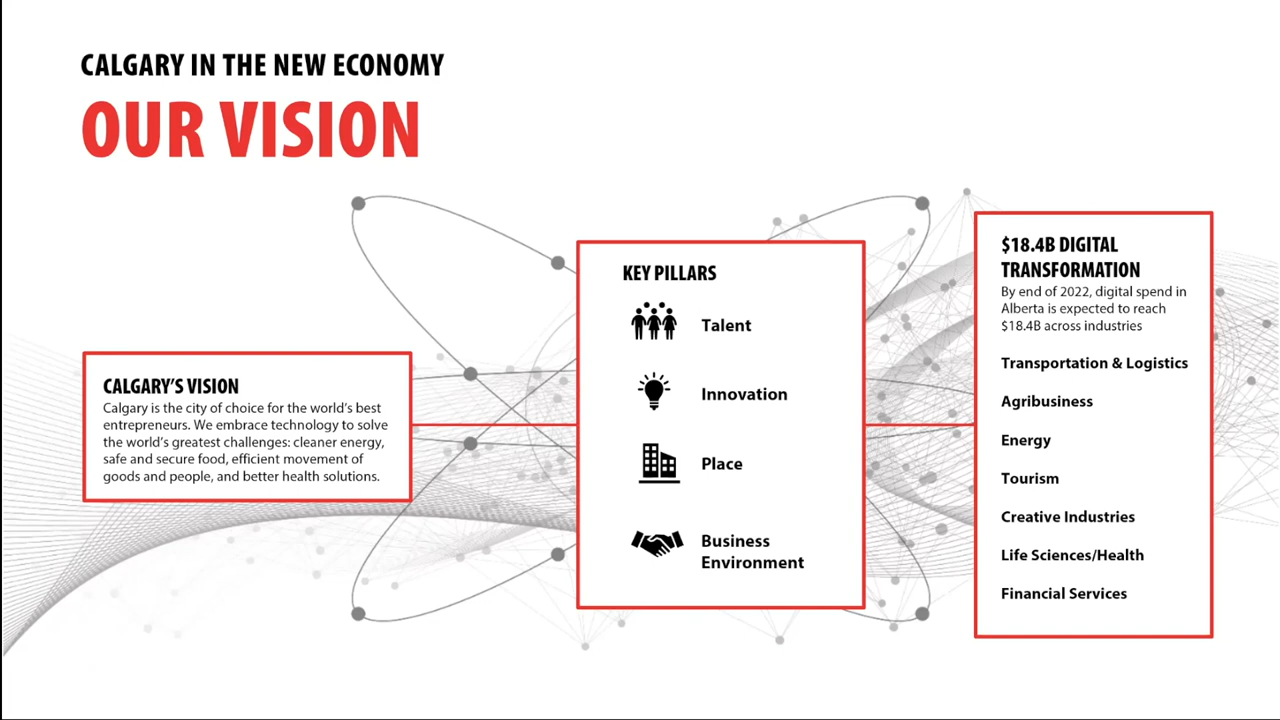 CALGARY IN THE NEW ECONOMY
OUR VISION
CALGARY'S VISION
Calgary is the city of choice for the world's best
entrepreneurs. We embrace technology to solve
the world's greatest challenges: cleaner energy,
safe and secure food, efficient movement of
goods and people, and better health solutions.
KEY PILLARS
Talent
Innovation
Place
Business
Environment
$18.4B DIGITAL
TRANSFORMATION
By end of 2022, digital spend in
Alberta is expected to reach
$18.4B across industries
Transportation & Logistics
Agribusiness
Energy
Tourism
Creative Industries
Life Sciences/Health
Financial Services